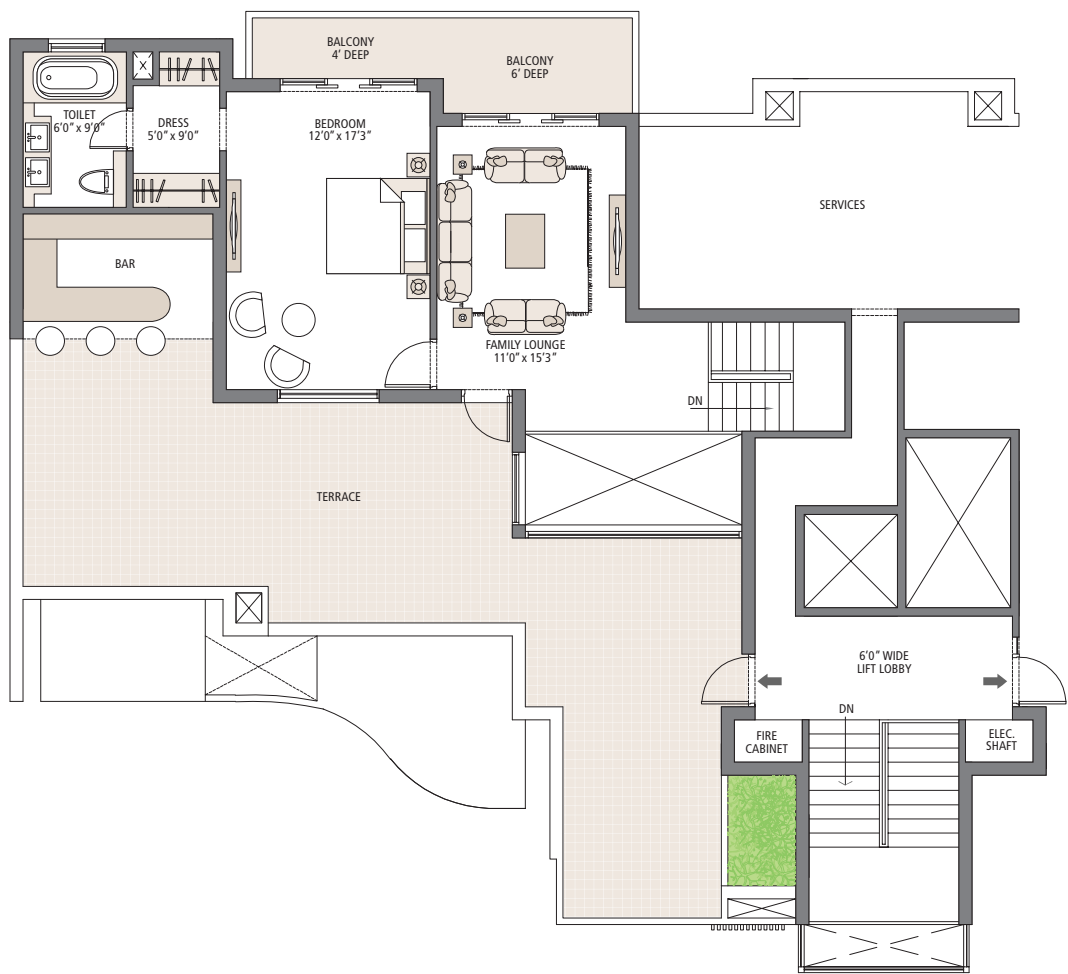 BALCONY
4' DEEP
BALCONY
6' DEEP
TOILET
6'0" x 9'0"
DRESS
5'0" x 9'0"
BEDROOM
12'0" x 17'3"
SERVICES
BAR
FAMILY LOUNGE
11'0" x 15'3"
DN
TERRACE
6'0" WIDE
LIFT LOBBY
DN
FIRE
CABINET
ELEC.
SHAFT